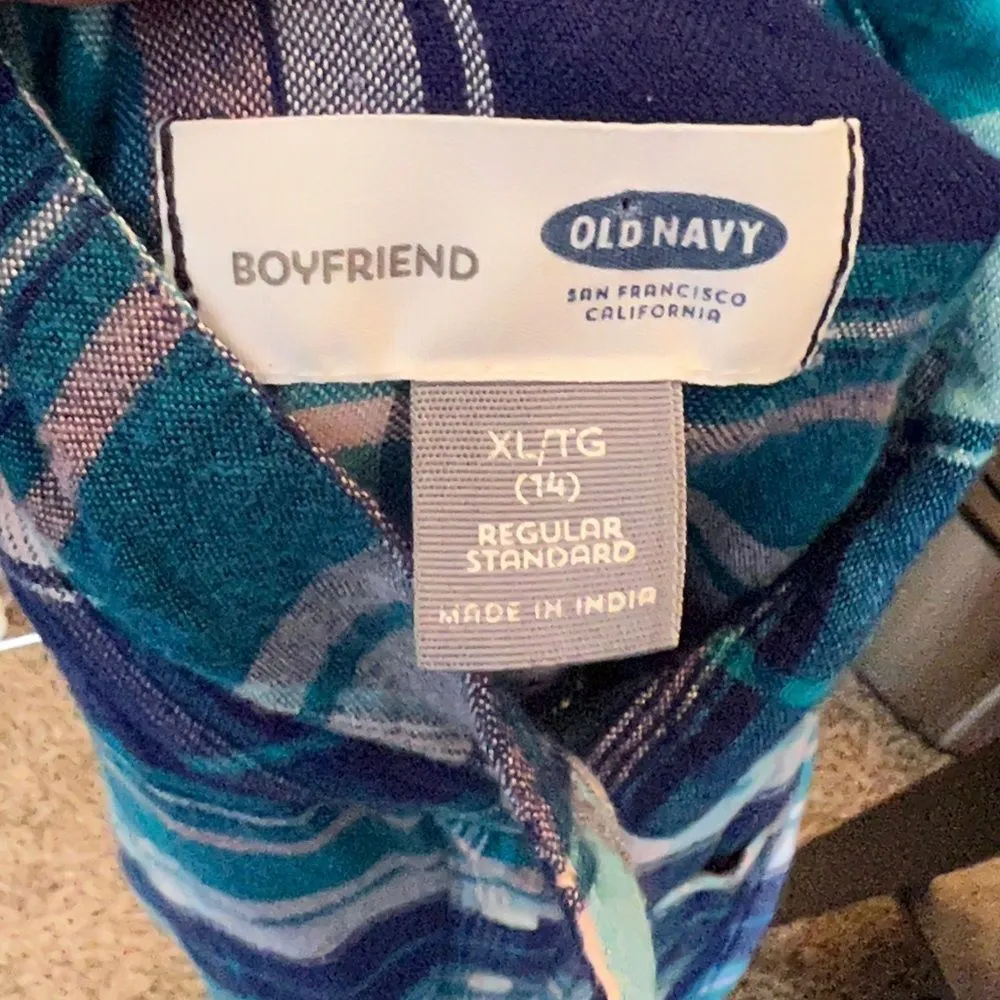 BOYFRIEND
OLD NAVY
SAN FRANCISCO
CALIFORNIA
XL/TG
(14)
REGULAR
STANDARD
MADE IN INDIA